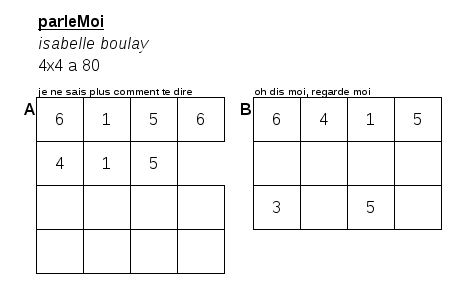 parleMoi
isabelle boulay
4x4 a 80
je ne sais plus comment te dire
A
6 1 5 6
4 1 5
oh dis moi, regarde moi
B
6 4 1 5
3 5